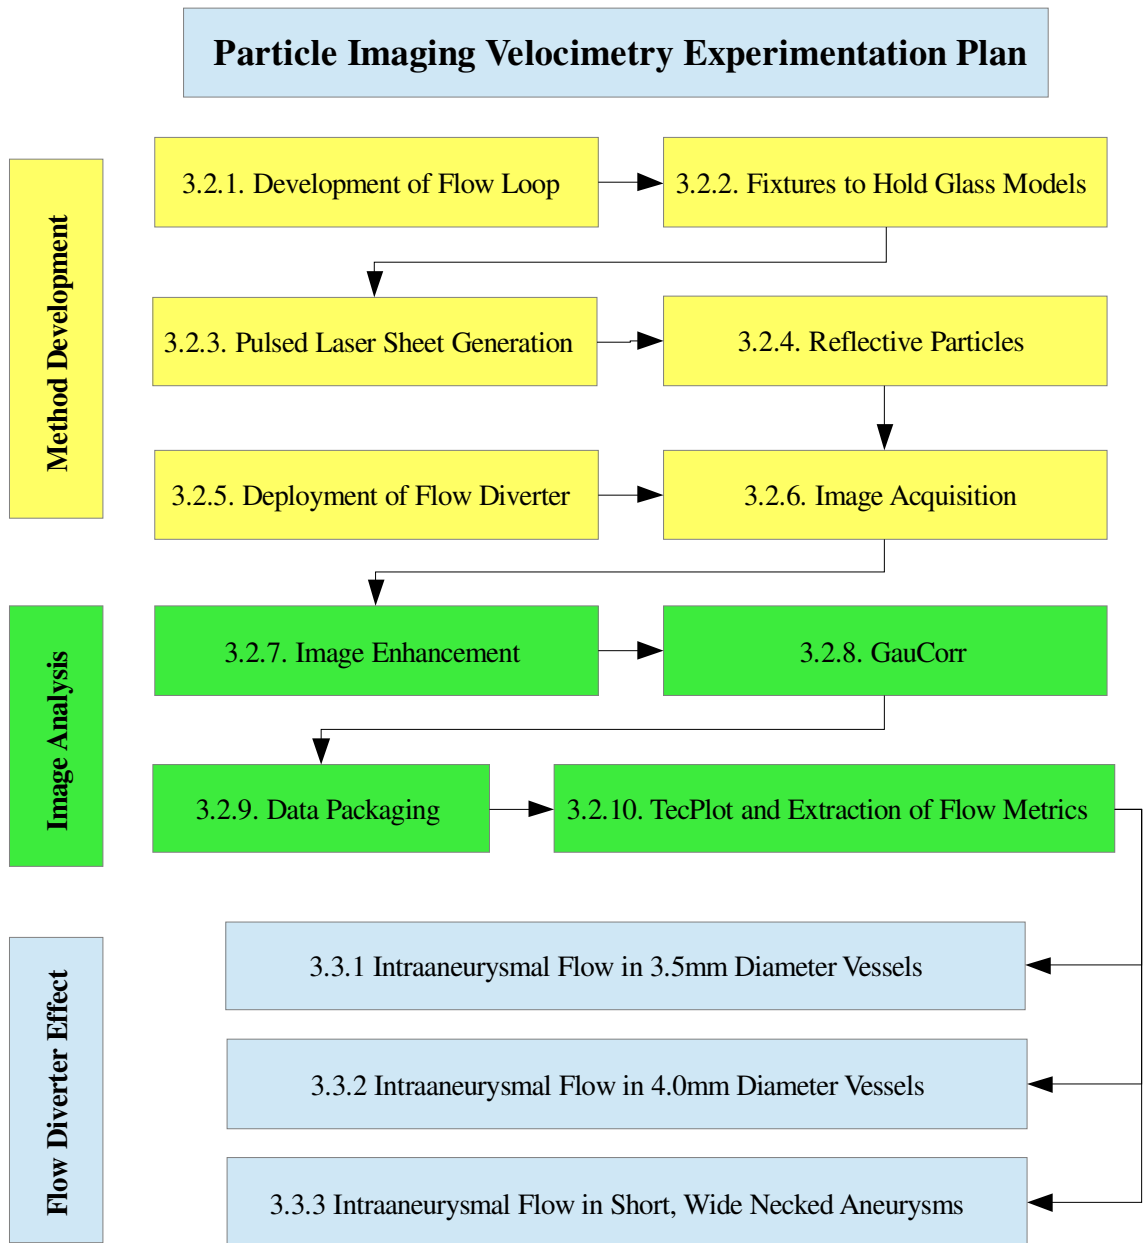 Particle Imaging Velocimetry Experimentation Plan
Method Development
3.2.1. Development of Flow Loop
3.2.2. Fixtures to Hold Glass Models
3.2.3. Pulsed Laser Sheet Generation
3.2.4. Reflective Particles
3.2.5. Deployment of Flow Diverter
3.2.6. Image Acquisition
Image Analysis
3.2.7. Image Enhancement
3.2.8. GauCorr
3.2.9. Data Packaging
3.2.10. TecPlot and Extraction of Flow Metrics
Flow Diverter Effect
3.3.1 Intraaneurysmal Flow in 3.5mm Diameter Vessels
3.3.2 Intraaneurysmal Flow in 4.0mm Diameter Vessels
3.3.3 Intraaneurysmal Flow in Short, Wide Necked Aneurysms